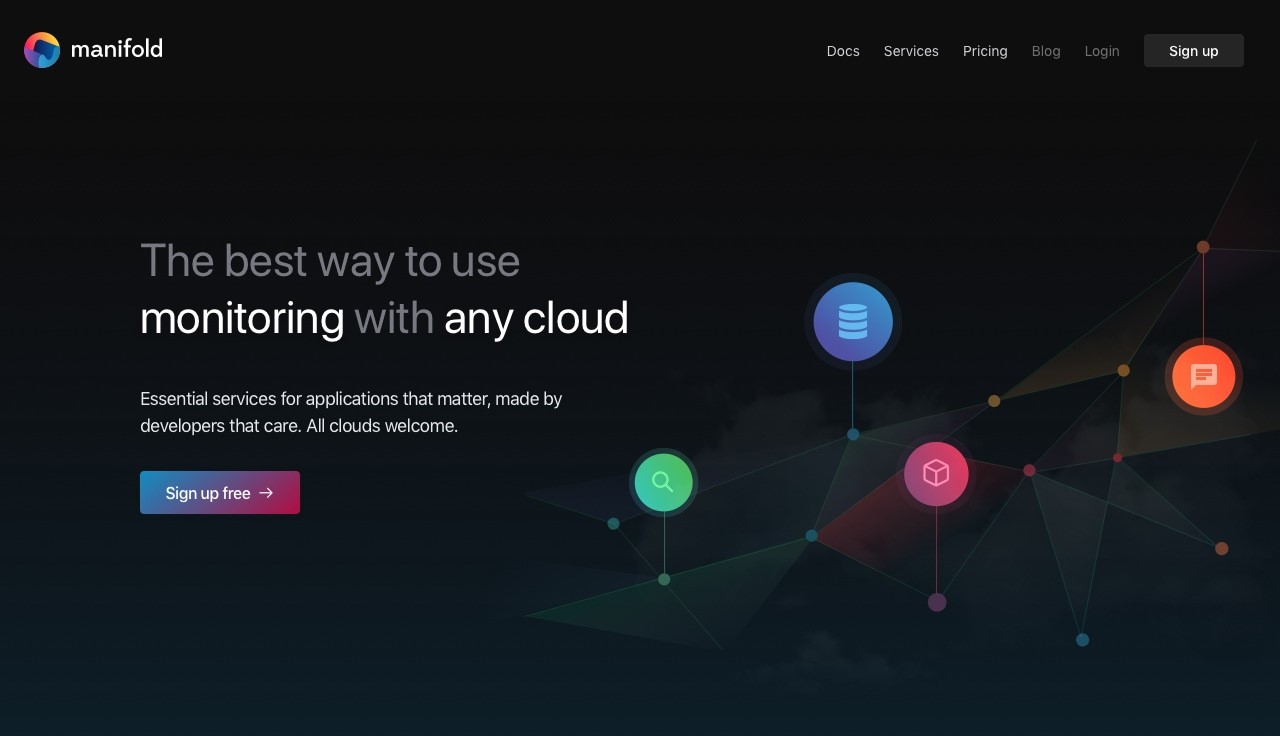 manifold
Docs Services Pricing Blog Login Sign up
The best way to use
monitoring with any cloud
Essential services for applications that matter, made by
developers that care. All clouds welcome.
Sign up free →